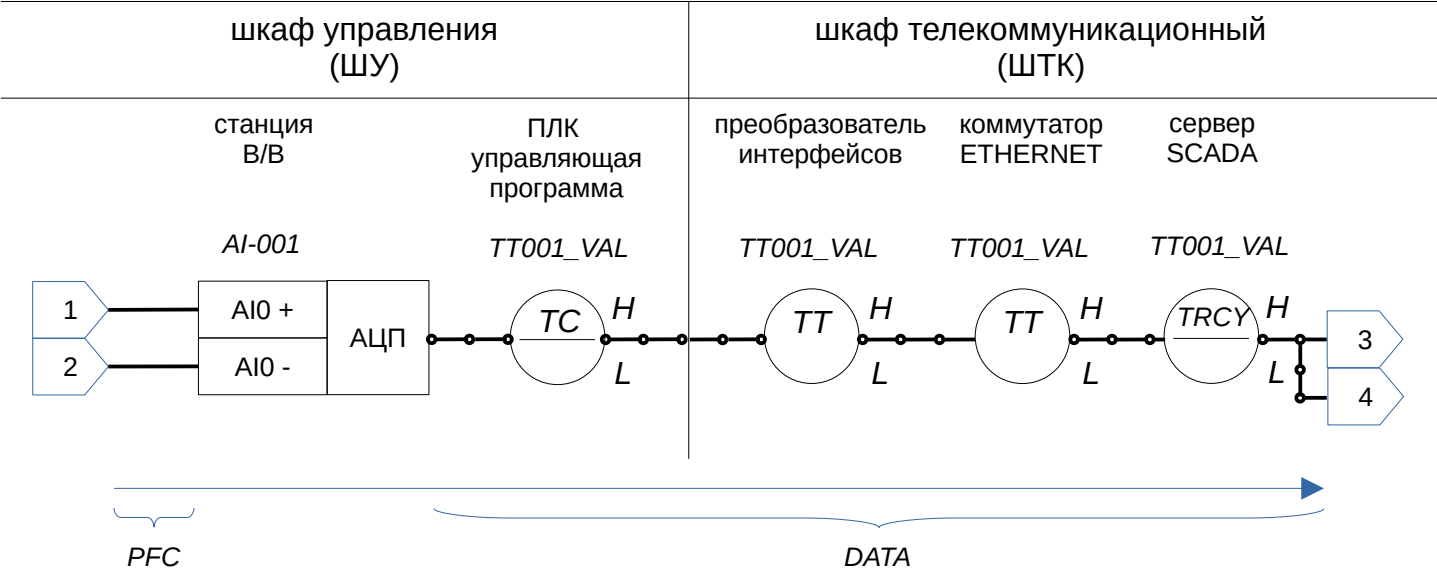 шкаф управления
(ШУ)
шкаф телекоммуникационный
(ШТК)
станция
В/В
ПЛК
управляющая
программа
преобразователь
интерфейсов
коммутатор
ETHERNET
сервер
SCADA
AI-001
TT001_VAL
TT001_VAL
TT001_VAL
TT001_VAL
1
AI0 +
2
AI0 -
АЦП
TC
H
L
TT
H
L
TT
H
L
TRCY
H
L
3
4
PFC
DATA